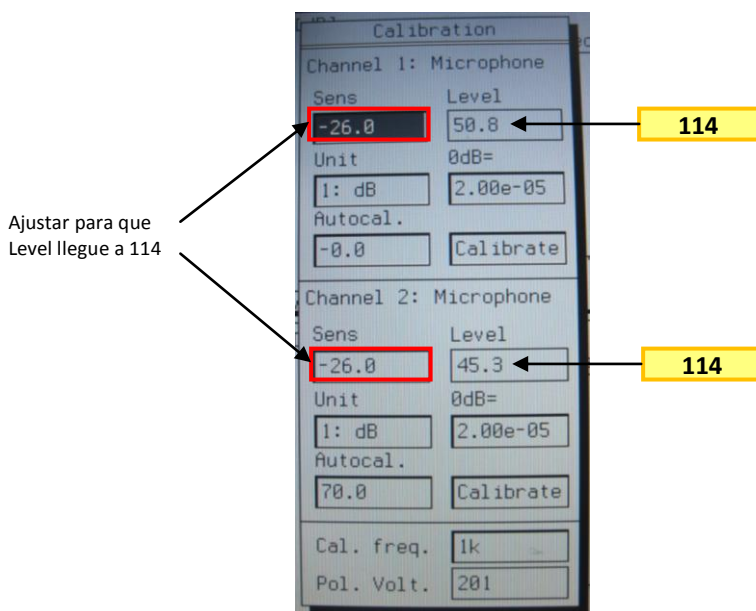 Calibration
Channel 1: Microphone
Sens Level
-26.0 50.8
114
Unit 0dB=
1: dB 2.00e-05
Autocal.
-0.0 Calibrate
Ajustar para que
Level llegue a 114
Channel 2: Microphone
Sens Level
-26.0 45.3
114
Unit 0dB=
1: dB 2.00e-05
Autocal.
70.0 Calibrate
Cal. freq. 1k
Pol. Volt. 201